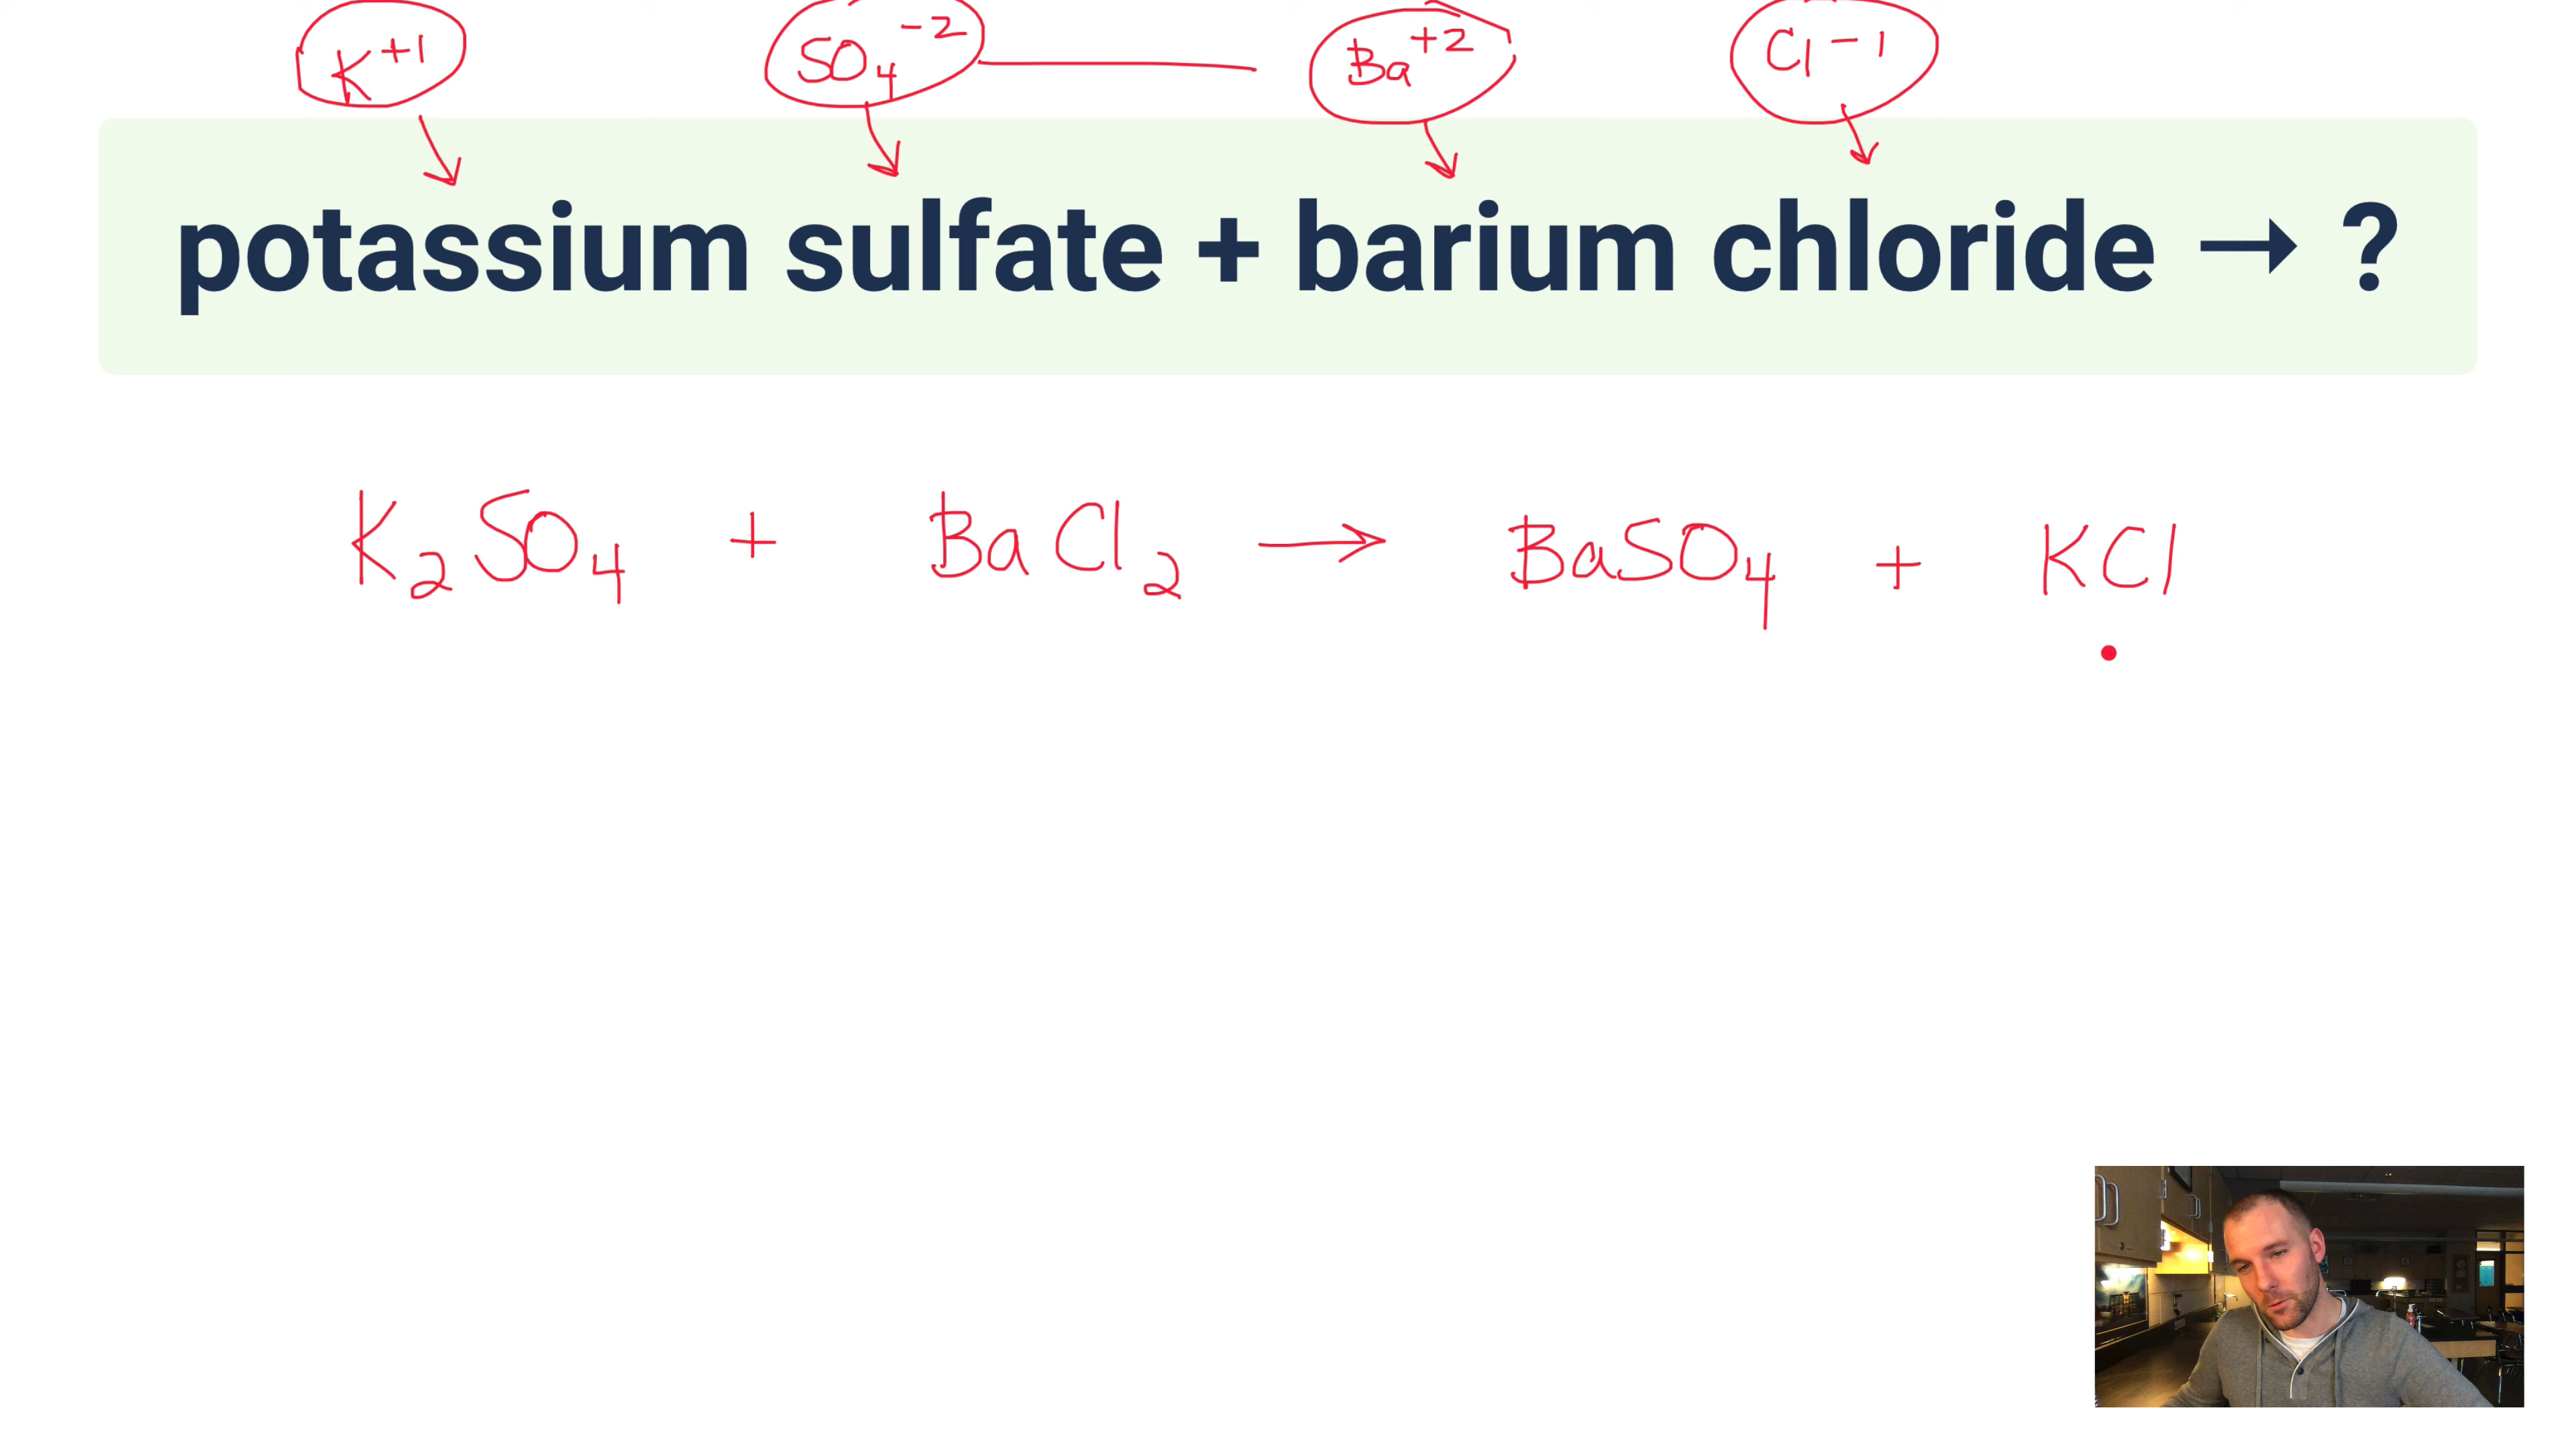 K+1 SO4-2 Ba+2 Cl-1
potassium sulfate + barium chloride → ?
K2SO4 + BaCl2 → BaSO4 + KCl